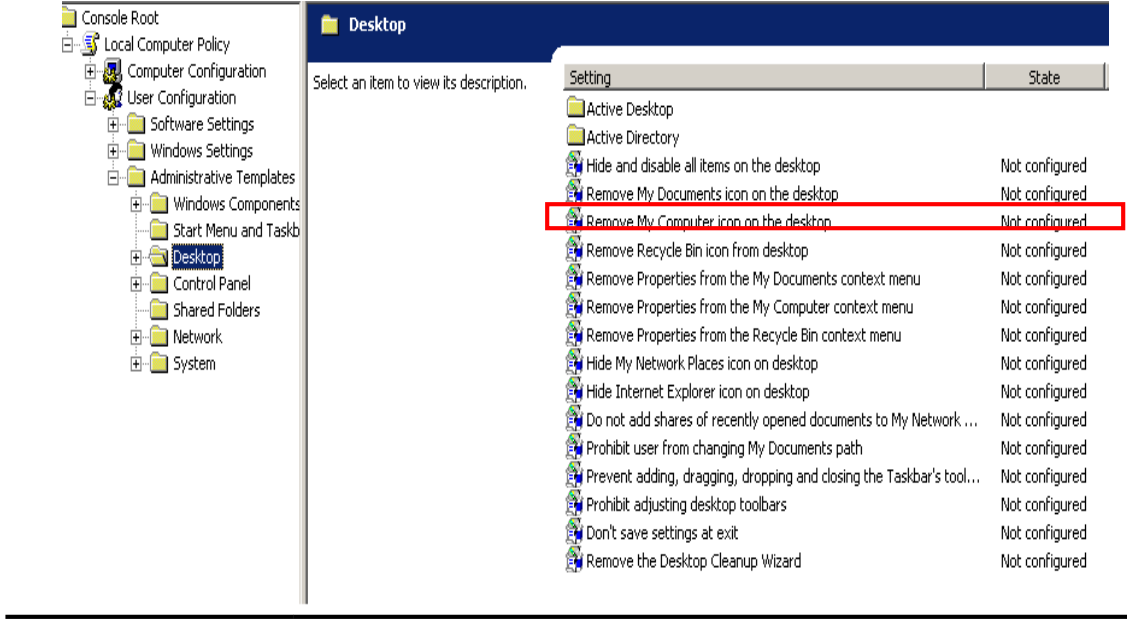 Console Root
Local Computer Policy
Computer Configuration
User Configuration
Software Settings
Windows Settings
Administrative Templates
Windows Components
Start Menu and Taskb
Desktop
Control Panel
Shared Folders
Network
System
Desktop
Select an item to view its description.
Setting State
Active Desktop
Active Directory
Hide and disable all items on the desktop Not configured
Remove My Documents icon on the desktop Not configured
Remove My Computer icon on the desktop Not configured
Remove Recycle Bin icon from desktop Not configured
Remove Properties from the My Documents context menu Not configured
Remove Properties from the My Computer context menu Not configured
Remove Properties from the Recycle Bin context menu Not configured
Hide My Network Places icon on desktop Not configured
Hide Internet Explorer icon on desktop Not configured
Do not add shares of recently opened documents to My Network ... Not configured
Prohibit user from changing My Documents path Not configured
Prevent adding, dragging, dropping and closing the Taskbar's tool... Not configured
Prohibit adjusting desktop toolbars Not configured
Don't save settings at exit Not configured
Remove the Desktop Cleanup Wizard Not configured